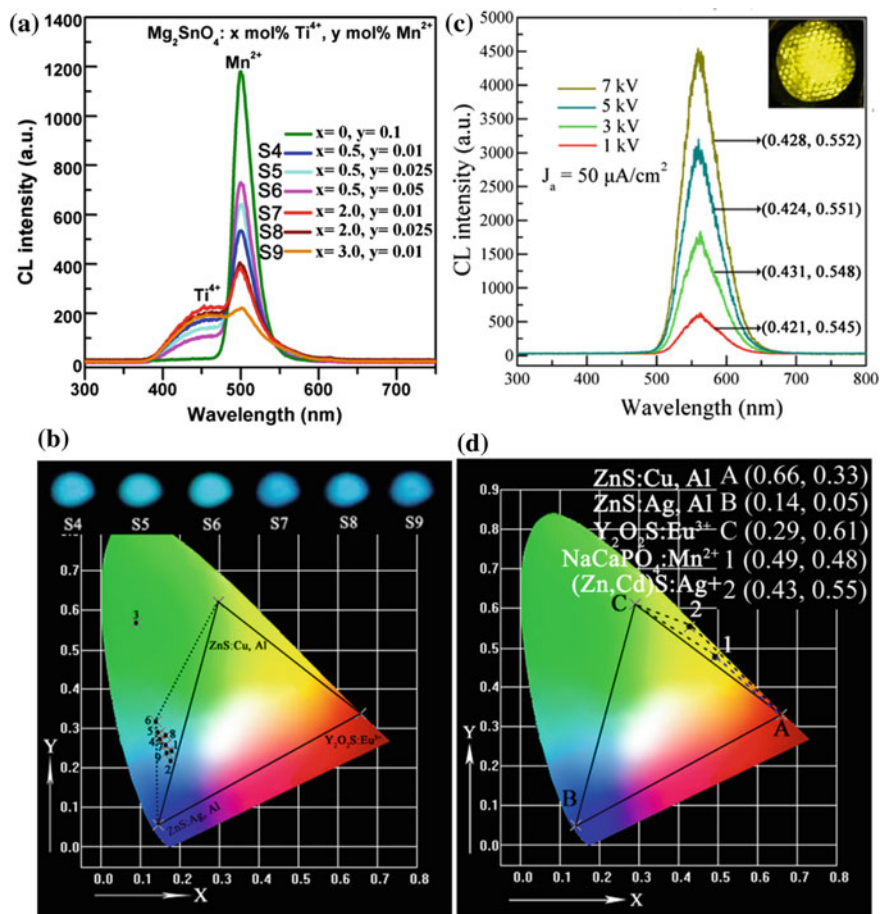 (a)
Mg₂SnO₄: x mol% Ti⁴⁺, y mol% Mn²⁺
Mn²⁺
x= 0, y= 0.1
S4 x= 0.5, y= 0.01
S5 x= 0.5, y= 0.025
S6 x= 0.5, y= 0.05
S7 x= 2.0, y= 0.01
S8 x= 2.0, y= 0.025
S9 x= 3.0, y= 0.01
Ti⁴⁺
CL intensity (a.u.)
1400
1200
1000
800
600
400
200
0
300 400 500 600 700
Wavelength (nm)
(c)
7 kV
5 kV
3 kV
1 kV
Jₐ = 50 μA/cm²
(0.428, 0.552)
(0.424, 0.551)
(0.431, 0.548)
(0.421, 0.545)
CL intensity (a.u.)
5000
4500
4000
3500
3000
2500
2000
1500
1000
500
0
300 400 500 600 700 800
Wavelength (nm)
(b)
S4 S5 S6 S7 S8 S9
0.8
0.7
0.6
0.5
0.4
0.3
0.2
0.1
0.0
Y
3
ZnS:Cu, Al
6
5
8
4
1
9
2
Y₂O₂S:Eu³⁺
ZnS:Ag, Al
0.0 0.1 0.2 0.3 0.4 0.5 0.6 0.7 0.8
X
(d)
ZnS:Cu, Al A (0.66, 0.33)
ZnS:Ag, Al B (0.14, 0.05)
Y₂O₂S:Eu³⁺ C (0.29, 0.61)
NaCaPO₄:Mn²⁺ 1 (0.49, 0.48)
(Zn,Cd)S:Ag+ 2 (0.43, 0.55)
0.9
0.8
0.7
0.6
0.5
0.4
0.3
0.2
0.1
0.0
Y
C
2
1
A
B
0.0 0.1 0.2 0.3 0.4 0.5 0.6 0.7 0.8
X